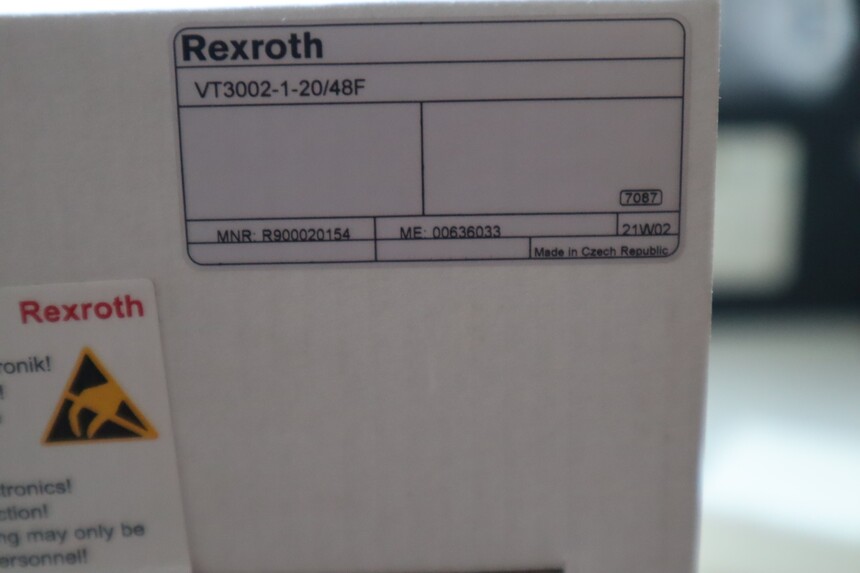 Rexroth
VT3002-1-20/48F
7087
MNR: R900020154
ME: 00636033
21W02
Made in Czech Republic
Rexroth
ronik!
!
tronics!
ction!
ng may only be
ersonnel!